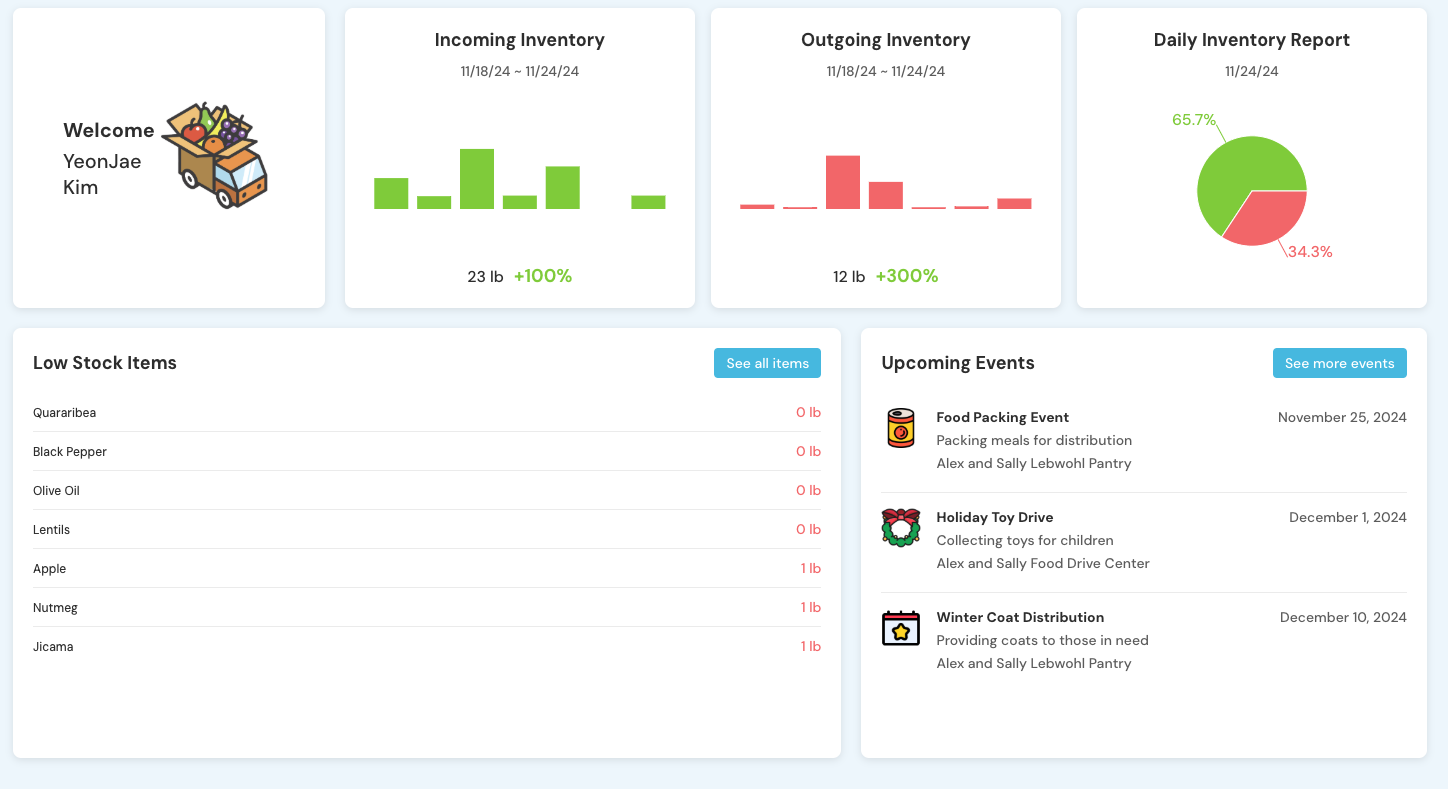 Welcome
YeonJae
Kim
Incoming Inventory
11/18/24 ~ 11/24/24
23 lb +100%
Outgoing Inventory
11/18/24 ~ 11/24/24
12 lb +300%
Daily Inventory Report
11/24/24
65.7%
34.3%
Low Stock Items
See all items
Quararibea 0 lb
Black Pepper 0 lb
Olive Oil 0 lb
Lentils 0 lb
Apple 1 lb
Nutmeg 1 lb
Jicama 1 lb
Upcoming Events
See more events
Food Packing Event November 25, 2024
Packing meals for distribution
Alex and Sally Lebwohl Pantry
Holiday Toy Drive December 1, 2024
Collecting toys for children
Alex and Sally Food Drive Center
Winter Coat Distribution December 10, 2024
Providing coats to those in need
Alex and Sally Lebwohl Pantry